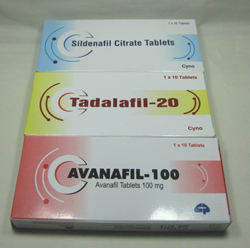 1 x 10 Tablets
Sildenafil Citrate Tablets
Cyno
1 x 10 Tablets
Tadalafil-20
Cyno
1 x 10 Tablets
AVANAFIL-100
Avanafil Tablets 100 mg